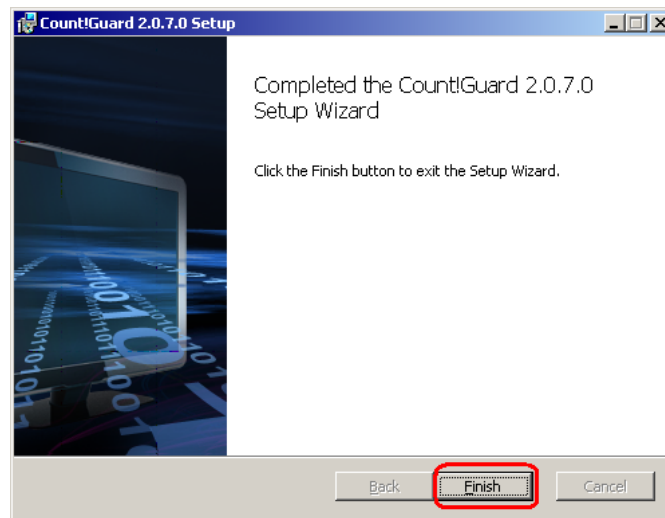 Count!Guard 2.0.7.0 Setup
Completed the Count!Guard 2.0.7.0
Setup Wizard
Click the Finish button to exit the Setup Wizard.
Back
Finish
Cancel